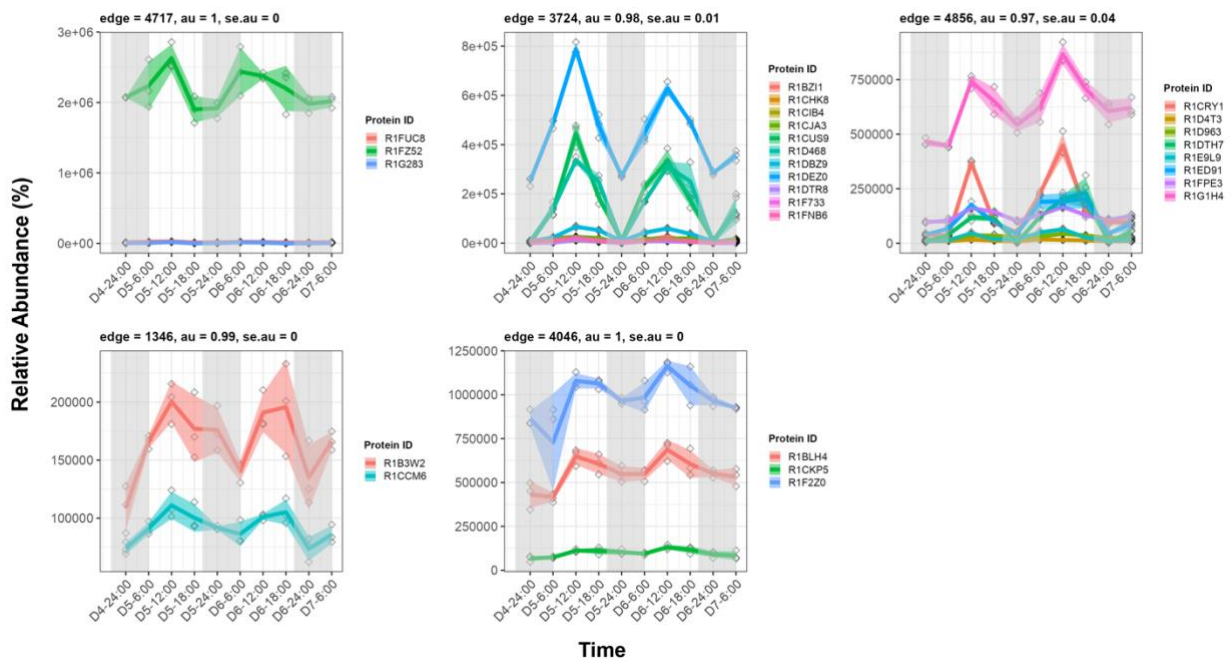 edge = 4717, au = 1, se.au = 0
3e+06
2e+06
1e+06
0e+00
D4-24:00
D5-6:00
D5-12:00
D5-18:00
D5-24:00
D6-6:00
D6-12:00
D6-18:00
D6-24:00
D7-6:00
Protein ID
R1FUC8
R1FZ52
R1G283
edge = 3724, au = 0.98, se.au = 0.01
8e+05
6e+05
4e+05
2e+05
0e+00
D4-24:00
D5-6:00
D5-12:00
D5-18:00
D5-24:00
D6-6:00
D6-12:00
D6-18:00
D6-24:00
D7-6:00
Protein ID
R1BZI1
R1CHK8
R1CIB4
R1CJA3
R1CUS9
R1D468
R1DBZ9
R1DEZ0
R1DTR8
R1F733
R1FNB6
edge = 4856, au = 0.97, se.au = 0.04
750000
500000
250000
0
D4-24:00
D5-6:00
D5-12:00
D5-18:00
D5-24:00
D6-6:00
D6-12:00
D6-18:00
D6-24:00
D7-6:00
Protein ID
R1CRY1
R1D4T3
R1D963
R1DTH7
R1E9L9
R1ED91
R1FPE3
R1G1H4
Relative Abundance (%)
edge = 1346, au = 0.99, se.au = 0
200000
150000
100000
D4-24:00
D5-6:00
D5-12:00
D5-18:00
D5-24:00
D6-6:00
D6-12:00
D6-18:00
D6-24:00
D7-6:00
Protein ID
R1B3W2
R1CCM6
edge = 4046, au = 1, se.au = 0
1250000
1000000
750000
500000
250000
0
D4-24:00
D5-6:00
D5-12:00
D5-18:00
D5-24:00
D6-6:00
D6-12:00
D6-18:00
D6-24:00
D7-6:00
Protein ID
R1BLH4
R1CKP5
R1F2Z0
Time